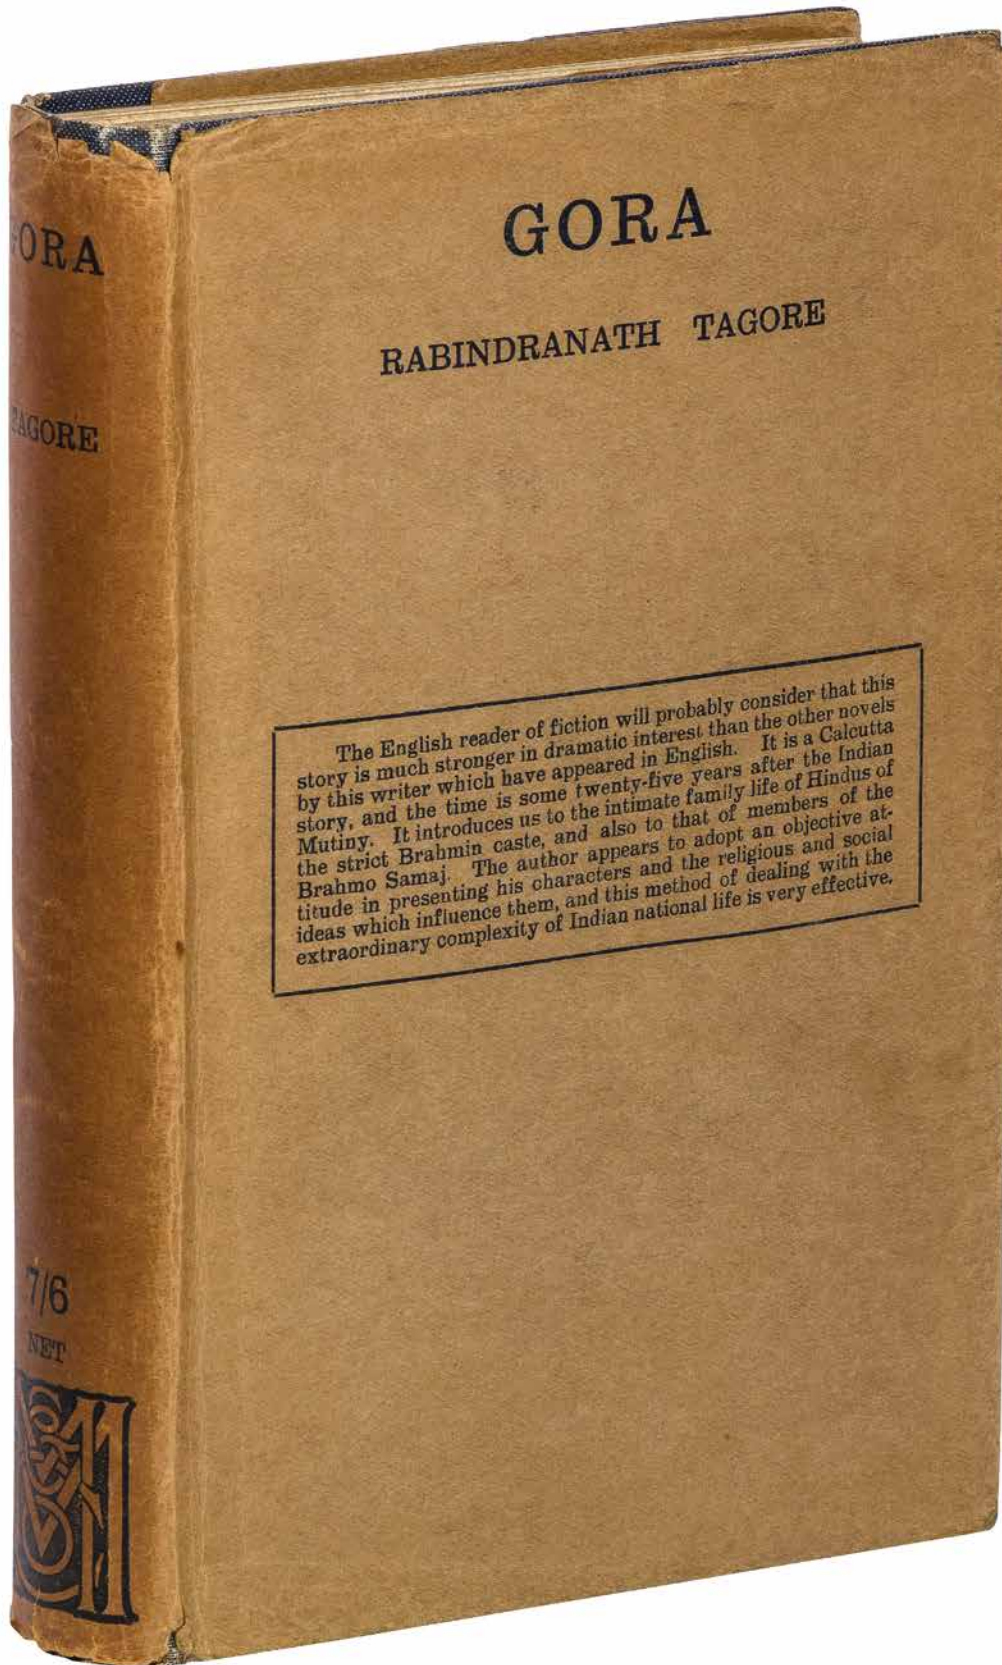 GORA
TAGORE
7/6
NET
GORA
RABINDRANATH TAGORE
The English reader of fiction will probably consider that this
story is much stronger in dramatic interest than the other novels
by this writer which have appeared in English. It is a Calcutta
story, and the time is some twenty-five years after the Indian
Mutiny. It introduces us to the intimate family life of Hindus of
the strict Brahmin caste, and also to that of members of the
Brahmo Samaj. The author appears to adopt an objective at-
titude in presenting his characters and the religious and social
ideas which influence them, and this method of dealing with the
extraordinary complexity of Indian national life is very effective.